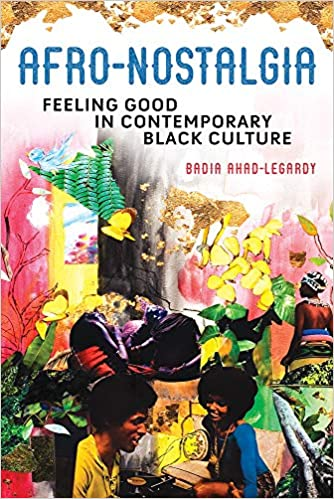 AFRO-NOSTALGIA
FEELING GOOD
IN CONTEMPORARY
BLACK CULTURE
BADIA AHAD-LEGARDY